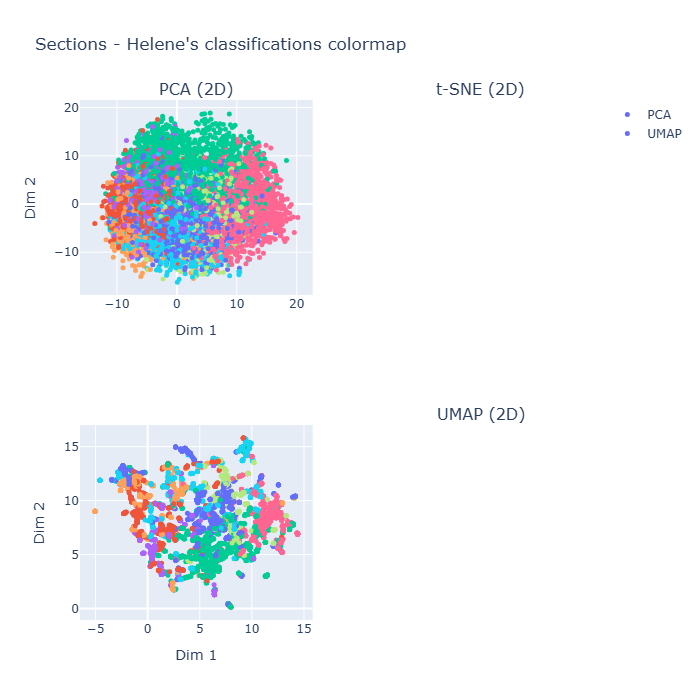 Sections - Helene's classifications colormap
PCA (2D)
t-SNE (2D)
PCA
UMAP
20
10
0
−10
Dim 2
−10
0
10
20
Dim 1
UMAP (2D)
15
10
5
0
Dim 2
−5
0
5
10
15
Dim 1